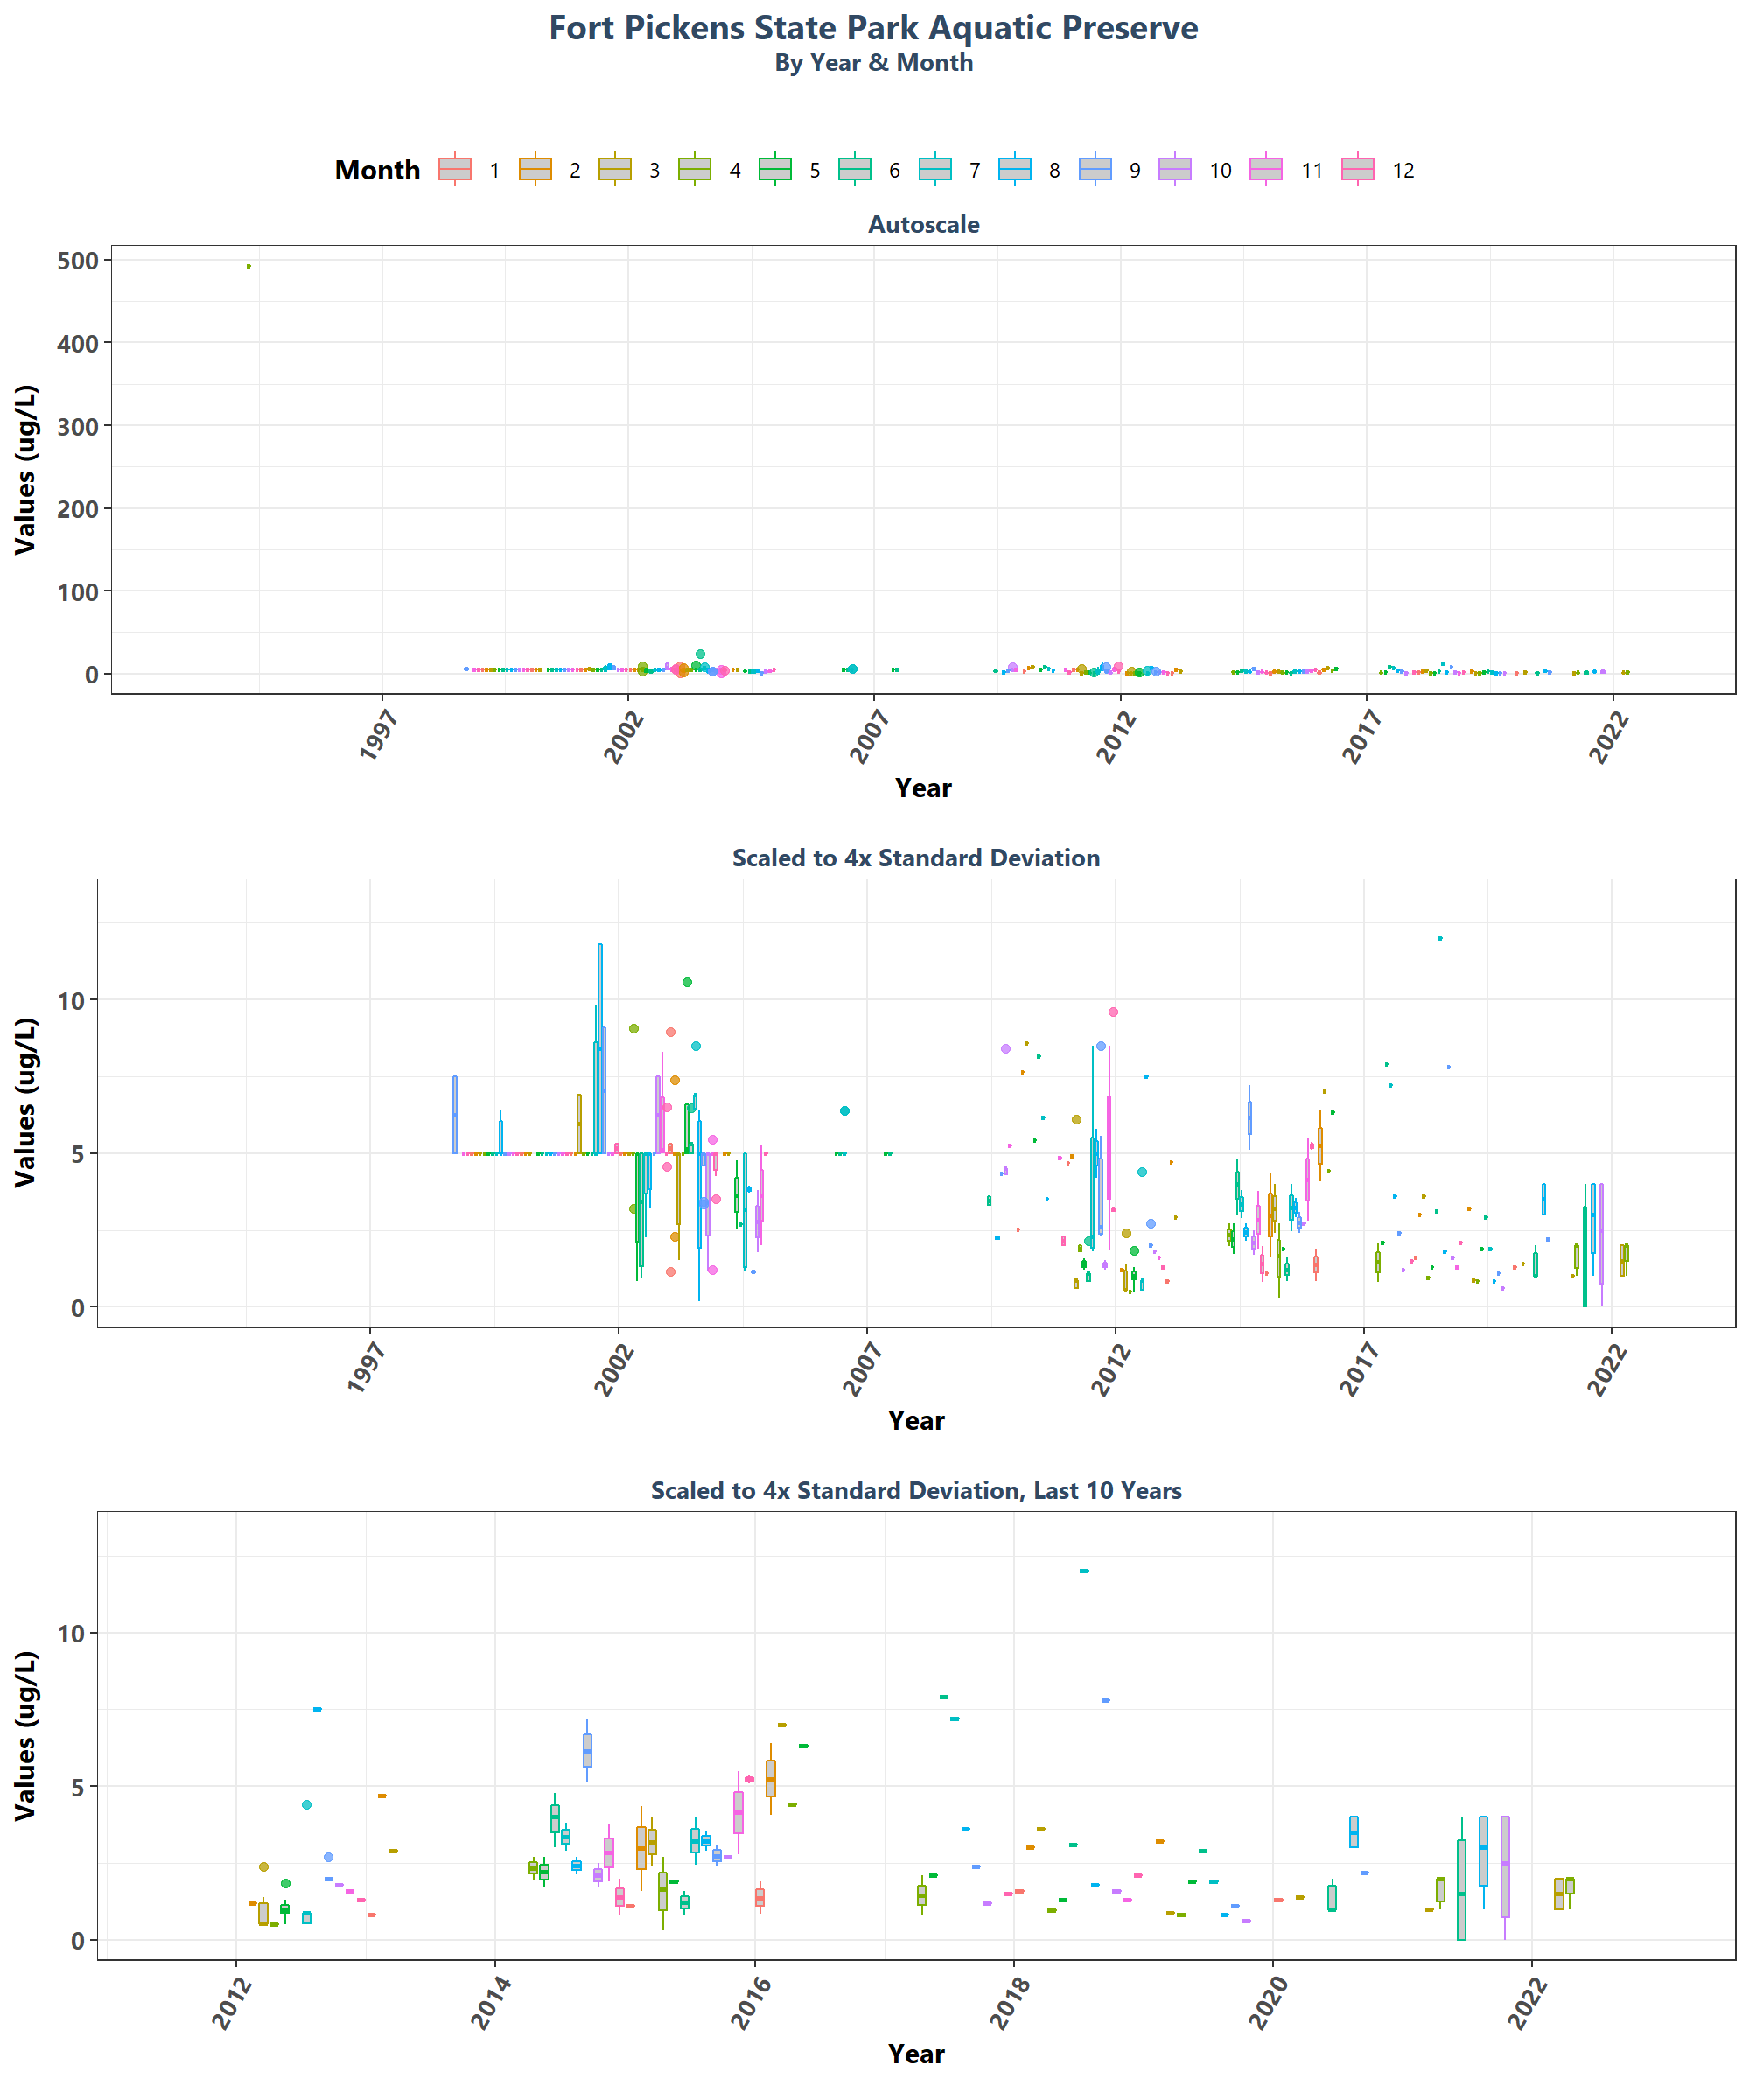 Fort Pickens State Park Aquatic Preserve
By Year & Month
Month 1 2 3 4 5 6 7 8 9 10 11 12
Autoscale
Values (ug/L)
500
400
300
200
100
0
1997 2002 2007 2012 2017 2022
Year
Scaled to 4x Standard Deviation
Values (ug/L)
10
5
0
1997 2002 2007 2012 2017 2022
Year
Scaled to 4x Standard Deviation, Last 10 Years
Values (ug/L)
10
5
0
2012 2014 2016 2018 2020 2022
Year